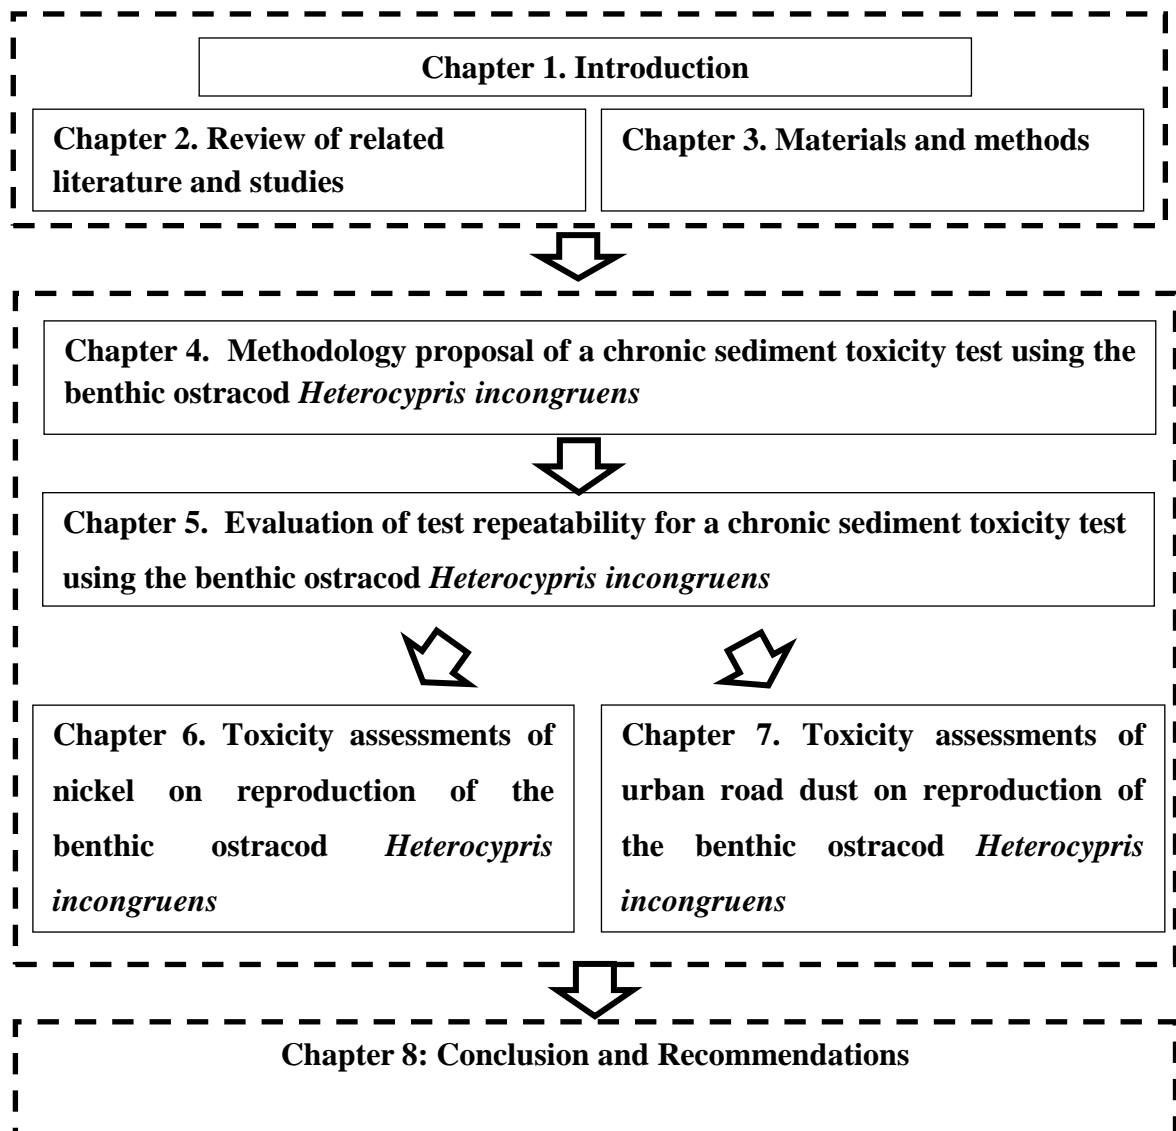 Chapter 1. Introduction
Chapter 2. Review of related
literature and studies
Chapter 3. Materials and methods
Chapter 4.  Methodology proposal of a chronic sediment toxicity test using the
benthic ostracod Heterocypris incongruens
Chapter 5.  Evaluation of test repeatability for a chronic sediment toxicity test
using the benthic ostracod Heterocypris incongruens
Chapter 6. Toxicity assessments of
nickel on reproduction of the
benthic ostracod Heterocypris
incongruens
Chapter 7. Toxicity assessments of
urban road dust on reproduction of
the benthic ostracod Heterocypris
incongruens
Chapter 8: Conclusion and Recommendations